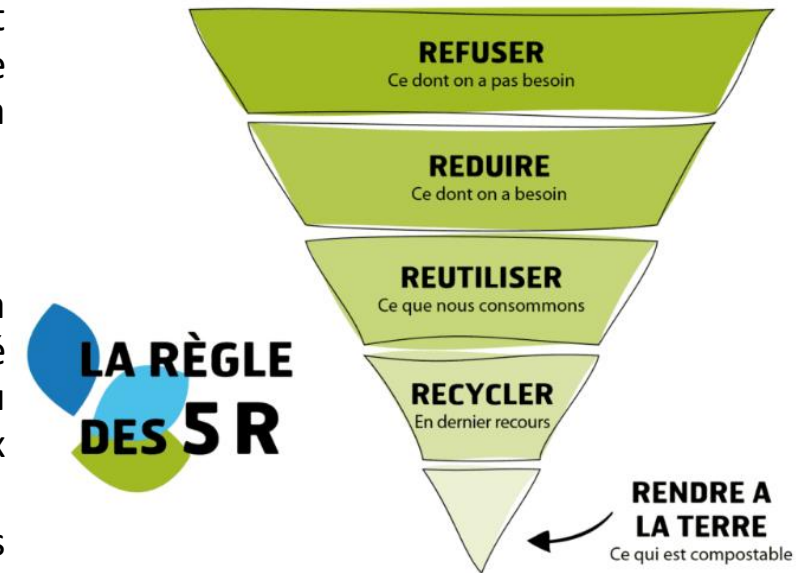 t
e
n
n
é
u
x
s
REFUSER
Ce dont on a pas besoin
REDUIRE
Ce dont on a besoin
REUTILISER
Ce que nous consommons
LA RÈGLE
DES 5 R
RECYCLER
En dernier recours
RENDRE A
LA TERRE
Ce qui est compostable